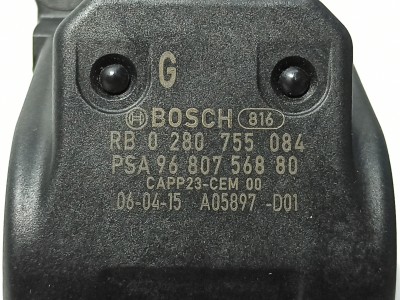 G
BOSCH 816
RB 0 280 755 084
PSA 96 807 568 80
CAPP23-CEM 00
06-04-15 A05897 -D01